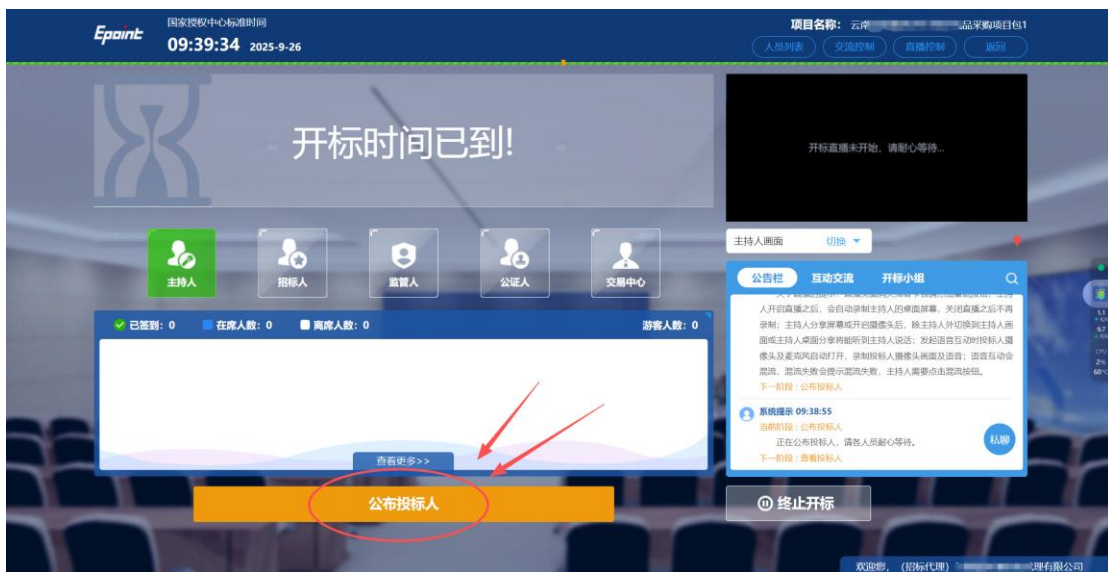 Epoint
国家授权中心标准时间
09:39:34 2025-9-26
项目名称： 云南 品采购项目包1
人员列表 交流控制 直播控制 返回
开标时间已到!
开标直播未开始，请耐心等待...
主持人画面 切换
主持人 招标人 监管人 公证人 交易中心
公告栏 互动交流 开标小组
人开启直播之后，会自动录制主持人的桌面屏幕，关闭直播之后不再
录制；主持人分享屏幕或开启摄像头后，除主持人外切换到主持人画
面或主持人桌面分享将能听到主持人说话；发起语音互动时投标人摄
像头及麦克风自动打开，录制投标人摄像头画面及语音；语音互动会
混流，混流失败会提示混流失败，主持人需要点击混流按钮。
下一阶段：公布投标人
已签到：0 在席人数：0 离席人数：0 游客人数：0
系统提示 09:38:55
当前阶段：公布投标人
正在公布投标人，请各人员耐心等待。
下一阶段：查看投标人
私聊
查看更多>>
公布投标人
终止开标
欢迎您，（招标代理） 理有限公司
CPU
2%
60°C